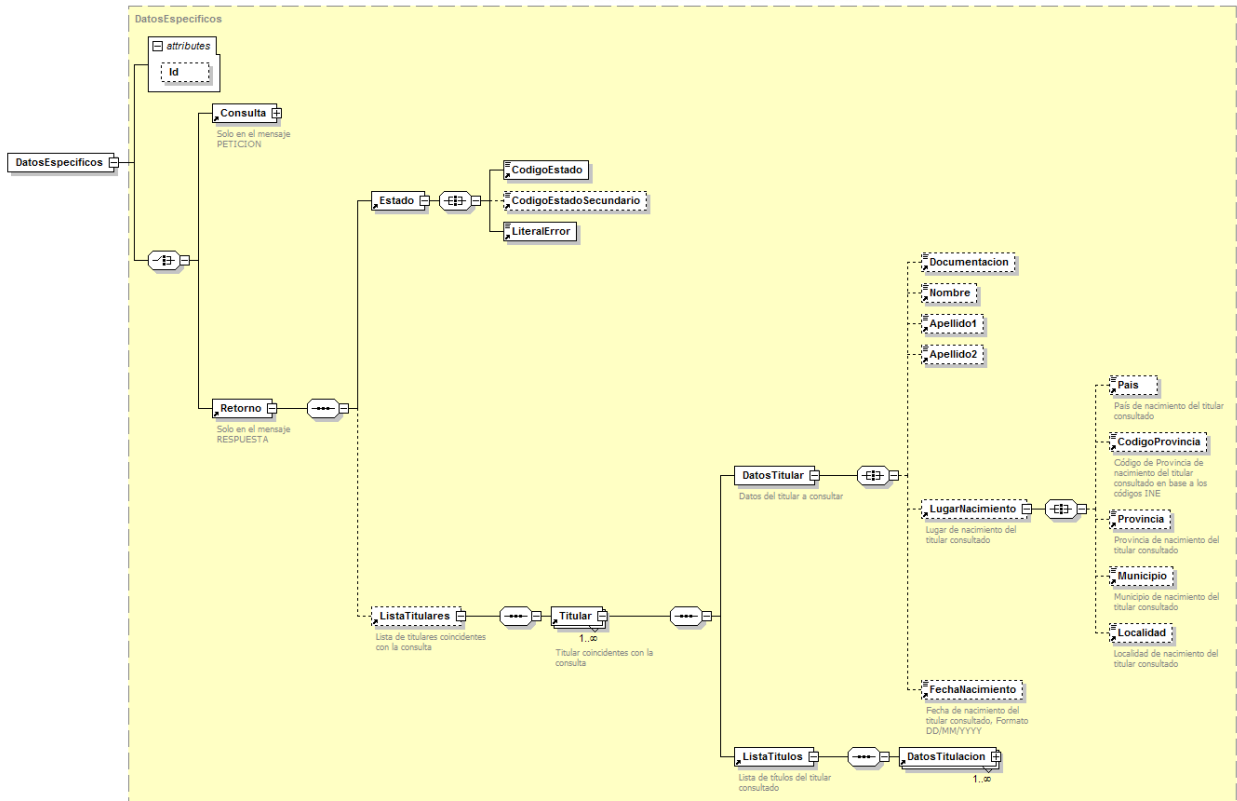 DatosEspecificos
attributes
Id
Consulta
Solo en el mensaje
PETICION
DatosEspecificos
CodigoEstado
Estado
CodigoEstadoSecundario
LiteralError
Documentacion
Nombre
Apellido1
Apellido2
Retorno
Solo en el mensaje
RESPUESTA
Pais
País de nacimiento del titular
consultado
CodigoProvincia
Código de Provincia de
nacimiento del titular
consultado en base a los
códigos INE
DatosTitular
Datos del titular a consultar
LugarNacimiento
Lugar de nacimiento del
titular consultado
Provincia
Provincia de nacimiento del
titular consultado
Municipio
Municipio de nacimiento del
titular consultado
Localidad
Localidad de nacimiento del
titular consultado
ListaTitulares
Lista de titulares coincidentes
con la consulta
Titular
1..∞
Titular coincidentes con la
consulta
FechaNacimiento
Fecha de nacimiento del
titular consultado. Formato
DD/MM/YYYY
ListaTitulos
Lista de títulos del titular
consultado
DatosTitulacion
1..∞